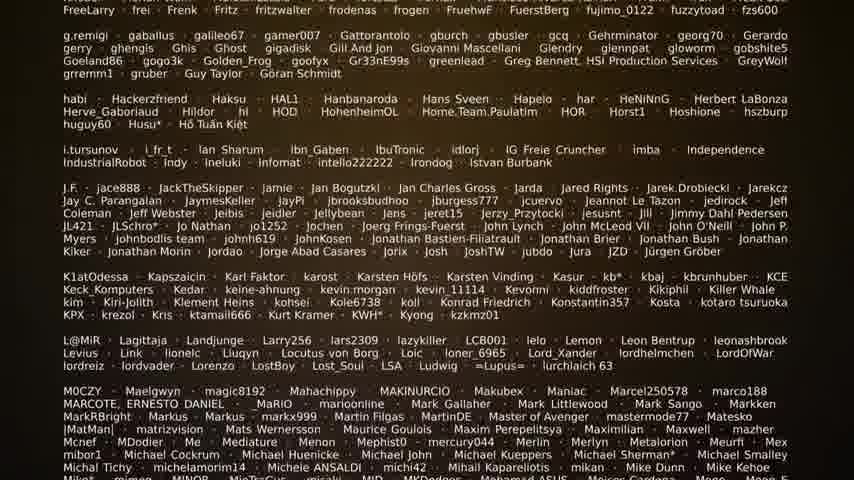 FreeLarry · frei · Frenk · Fritz · fritzwalter · frodenas · frogen · FruehwF · FuerstBerg · fujimo_0122 · fuzzytoad · fzs600
g.remigi · gaballus · galileo67 · gamer007 · Gattorantolo · gburch · gbusler · gcq · Gehrminator · georg70 · Gerardo
gerry · ghengis · Ghis · Ghost · gigadisk · Gill And Jon · Giovanni Mascellani · Glendry · glennpat · gloworm · gobshite5
Goeland86 · gogo3k · Golden_Frog · goofyx · Gr33nE99s · greenlead · Greg Bennett, HSI Production Services · GreyWolf
grremm1 · gruber · Guy Taylor · Göran Schmidt
habi · Hackerzfriend · Haksu · HAL1 · Hanbanaroda · Hans Sveen · Hapelo · har · HeNiNnG · Herbert LaBonza
Herve_Gaboriaud · Hildor · hl · HOD · HohenheimOL · Home.Team.Paulatim · HOR · Horst1 · Hoshione · hszburp
huguy60 · Husu* · Hồ Tuấn Kiệt
i.tursunov · i_fr_t · Ian Sharum · Ibn_Gaben · IbuTronic · idlorj · IG Freie Cruncher · imba · Independence
IndustrialRobot · Indy · Ineluki · Infomat · intello222222 · Irondog · Istvan Burbank
J.F. · jace888 · JackTheSkipper · Jamie · Jan Bogutzki · Jan Charles Gross · Jarda · Jared Rights · Jarek.Drobiecki · Jarekcz
Jay C. Parangalan · JaymesKeller · JayPi · Jbrooksbudhoo · jburgess777 · jcuervo · Jeannot Le Tazon · jedirock · Jeff
Coleman · Jeff Webster · Jeibis · jeidler · Jellybean · Jens · jeret15 · Jerzy_Przytocki · jesusnt · Jill · Jimmy Dahl Pedersen
JL421 · JLSchro* · Jo Nathan · jo1252 · Jochen · Joerg Frings-Fuerst · John Lynch · John McLeod VII · John O'Neill · John P.
Myers · Johnbodlis team · johnh619 · JohnKosen · Jonathan Bastien-Filiatrault · Jonathan Brier · Jonathan Bush · Jonathan
Kiker · Jonathan Morin · Jordao · Jorge Abad Casares · Jorix · Josh · JoshTW · jubdo · Jura · JZD · Jürgen Gröber
K1atOdessa · Kapszaicin · Karl Faktor · karost · Karsten Höfs · Karsten Vinding · Kasur · kb* · kbaj · kbrunhuber · KCE
Keck_Komputers · Kedar · keine-ahnung · kevin.morgan · kevin_11114 · Kevorni · kiddfroster · Kikiphil · Killer Whale
kim · Kiri-Jolith · Klement Heins · kohsei · Kole6738 · koll · Konrad Friedrich · Konstantin357 · Kosta · kotaro tsuruoka
KPX · krezol · Kris · ktamail666 · Kurt Kramer · KWH* · Kyong · kzkmz01
L@MiR · Lagittaja · Landjunge · Larry256 · lars2309 · lazykiller · LCB001 · lelo · Lemon · Leon Bentrup · leonashbrook
Levius · Link · lionelc · Lluqyn · Locutus von Borg · Loic · loner_6965 · Lord_Xander · lordhelmchen · LordOfWar
lordreiz · lordvader · Lorenzo · LostBoy · Lost_Soul · LSA · Ludwig · =Lupus= · lurchlaich 63
M0CZY · Maelgwyn · magic8192 · Mahachippy · MAKINURCIO · Makubex · Maniac · Marcel250578 · marco188
MARCOTE, ERNESTO DANIEL · _MaRIO · marioonline · Mark Gallaher · Mark Littlewood · Mark Sango · Märkken
MarkRBright · Markus · Markus · markx999 · Martin Filgas · MartinDE · Master of Avenger · mastermode77 · Matesko
|MatMan| · matrizvision · Mats Wernersson · Maurice Goulois · Maxim Perepelitsya · Maximilian · Maxwell · mazher
Mcnef · MDodier · Me · Mediature · Menon · Mephist0 · mercury044 · Merlin · Merlyn · Metalorion · Meurfi · Mex
mibor1 · Michael Cockrum · Michael Huenicke · Michael John · Michael Kueppers · Michael Sherman* · Michael Smalley
Michal Tichy · michelamorim14 · Michele ANSALDI · michi42 · Mihail Kapareliotis · mikan · Mike Dunn · Mike Kehoe